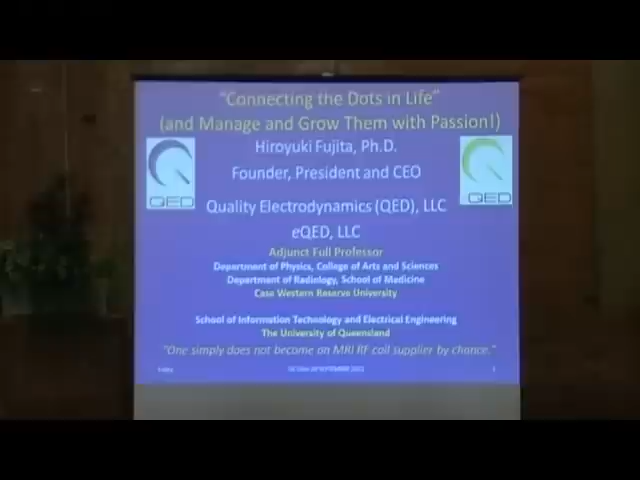 "Connecting the Dots in Life"
(and Manage and Grow Them with Passion!)
Hiroyuki Fujita, Ph.D.
Founder, President and CEO
QED
QED
Quality Electrodynamics (QED), LLC
eQED, LLC
Adjunct Full Professor
Department of Physics, College of Arts and Sciences
Department of Radiology, School of Medicine
Case Western Reserve University
School of Information Technology and Electrical Engineering
The University of Queensland
"One simply does not become an MRI RF coil supplier by chance."